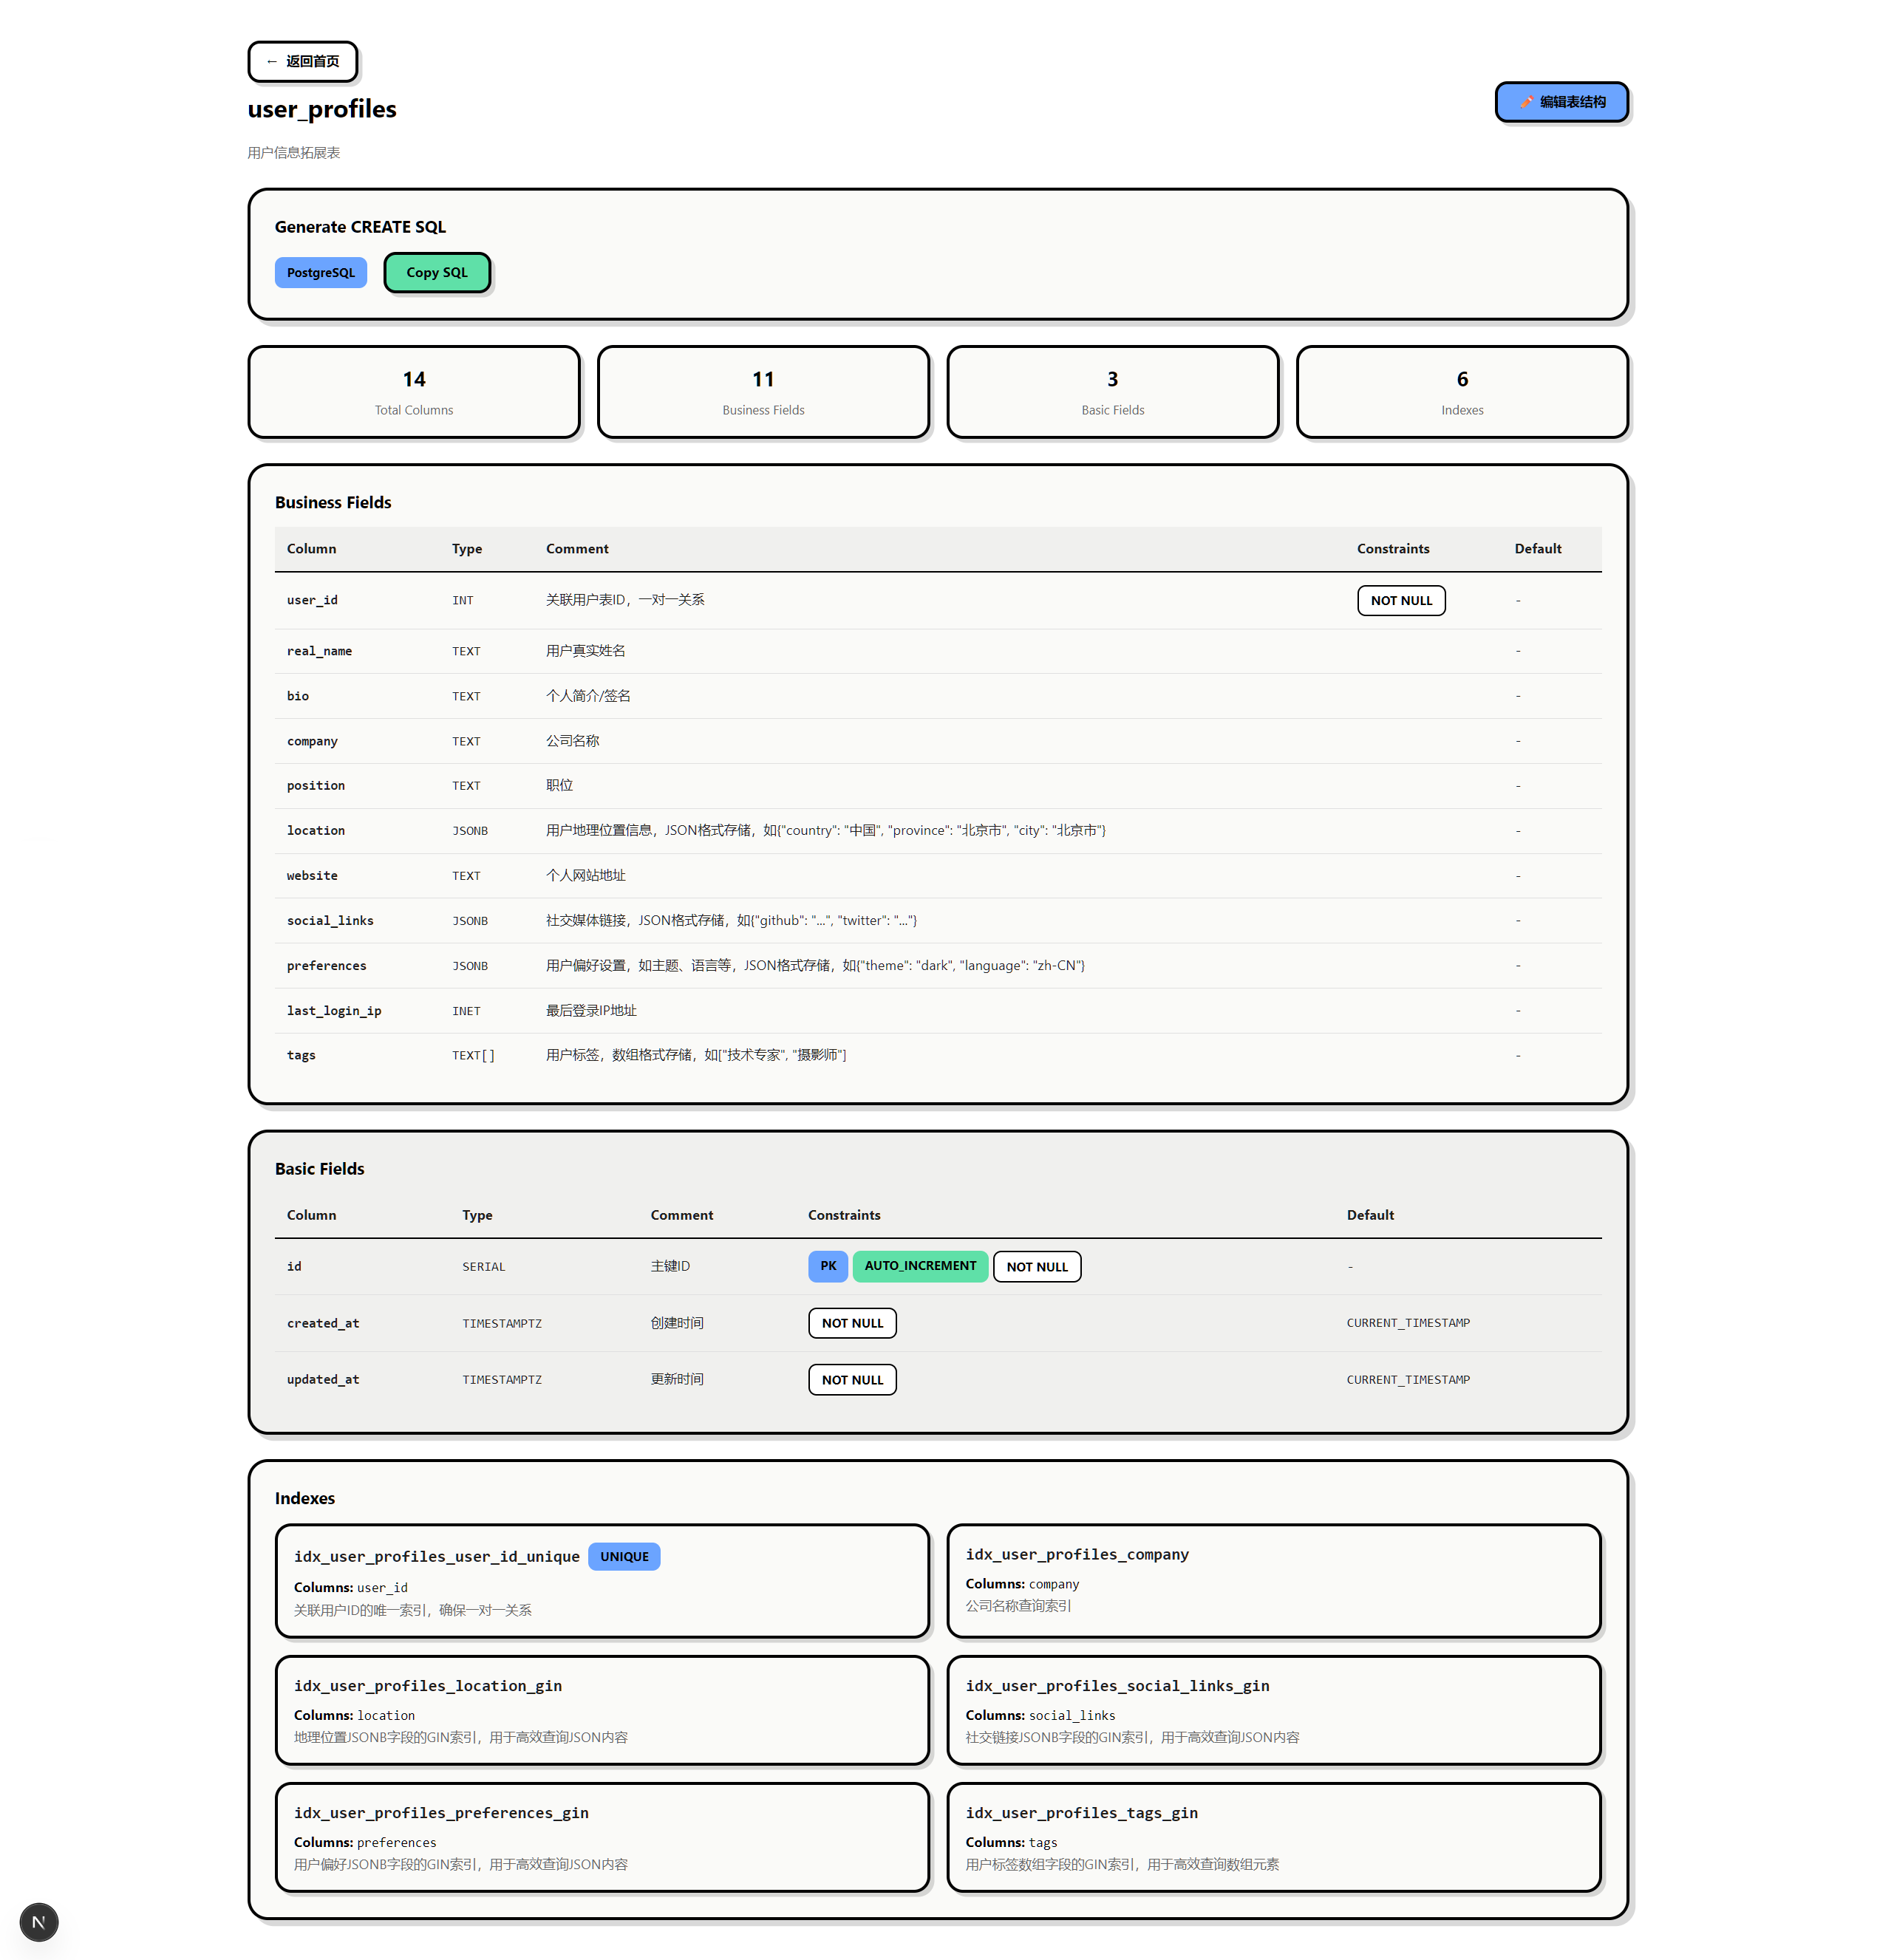 ← 返回首页
user_profiles
编辑表结构
用户信息拓展表
Generate CREATE SQL
PostgreSQL Copy SQL
14 11 3 6
Total Columns Business Fields Basic Fields Indexes
Business Fields
Column Type Comment Constraints Default
user_id INT 关联用户表ID，一对一关系 NOT NULL -
real_name TEXT 用户真实姓名 -
bio TEXT 个人简介/签名 -
company TEXT 公司名称 -
position TEXT 职位 -
location JSONB 用户地理位置信息，JSON格式存储，如{"country": "中国", "province": "北京市", "city": "北京市"} -
website TEXT 个人网站地址 -
social_links JSONB 社交媒体链接，JSON格式存储，如{"github": "...", "twitter": "..."} -
preferences JSONB 用户偏好设置，如主题、语言等，JSON格式存储，如{"theme": "dark", "language": "zh-CN"} -
last_login_ip INET 最后登录IP地址 -
tags TEXT[] 用户标签，数组格式存储，如["技术专家", "摄影师"] -
Basic Fields
Column Type Comment Constraints Default
id SERIAL 主键ID PK AUTO_INCREMENT NOT NULL -
created_at TIMESTAMPTZ 创建时间 NOT NULL CURRENT_TIMESTAMP
updated_at TIMESTAMPTZ 更新时间 NOT NULL CURRENT_TIMESTAMP
Indexes
idx_user_profiles_user_id_unique UNIQUE
Columns: user_id
关联用户ID的唯一索引，确保一对一关系
idx_user_profiles_company
Columns: company
公司名称查询索引
idx_user_profiles_location_gin
Columns: location
地理位置JSONB字段的GIN索引，用于高效查询JSON内容
idx_user_profiles_social_links_gin
Columns: social_links
社交链接JSONB字段的GIN索引，用于高效查询JSON内容
idx_user_profiles_preferences_gin
Columns: preferences
用户偏好JSONB字段的GIN索引，用于高效查询JSON内容
idx_user_profiles_tags_gin
Columns: tags
用户标签数组字段的GIN索引，用于高效查询数组元素
N